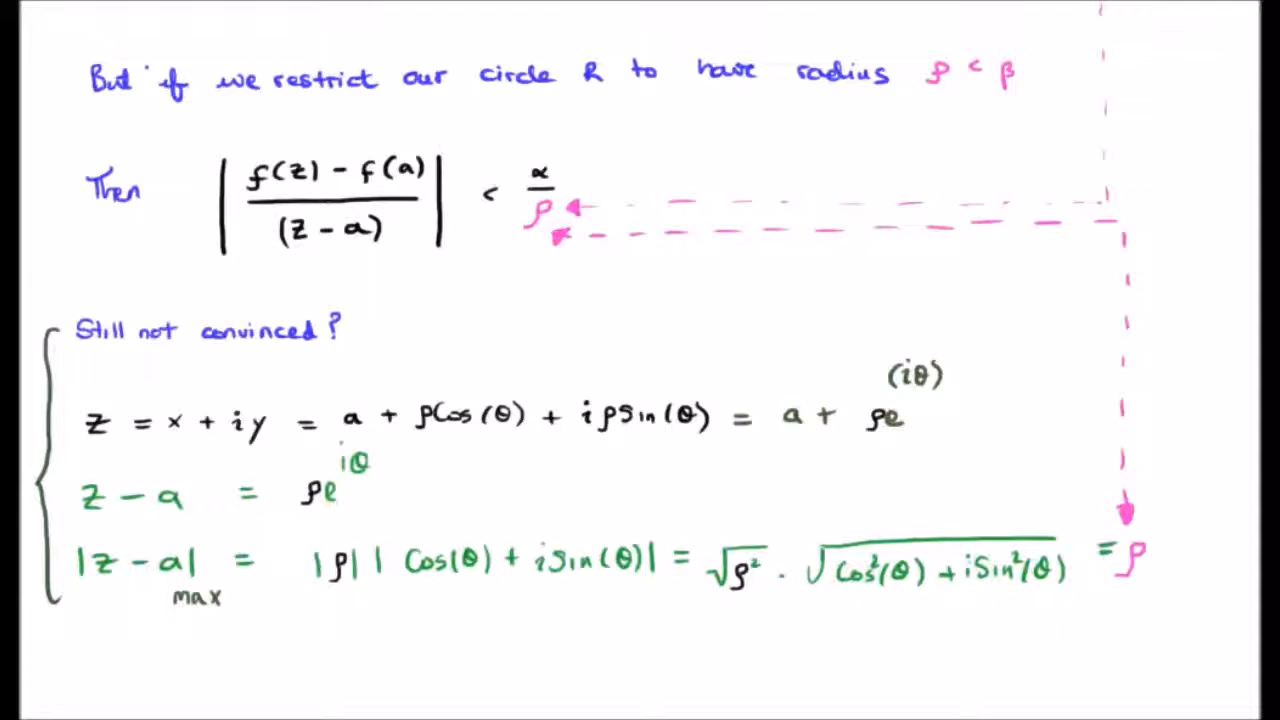 But if we restrict our circle R to have radius ρ < β
Then | f(z) - f(a) / (z - a) | < α / ρ
Still not convinced?
z = x + iy = a + ρCos(θ) + iρSin(θ) = a + ρe^(iθ)
z - a = ρe^iθ
|z - a|max = |ρ| | Cos(θ) + iSin(θ)| = √ρ² · √Cos²(θ) + iSin²(θ) = ρ